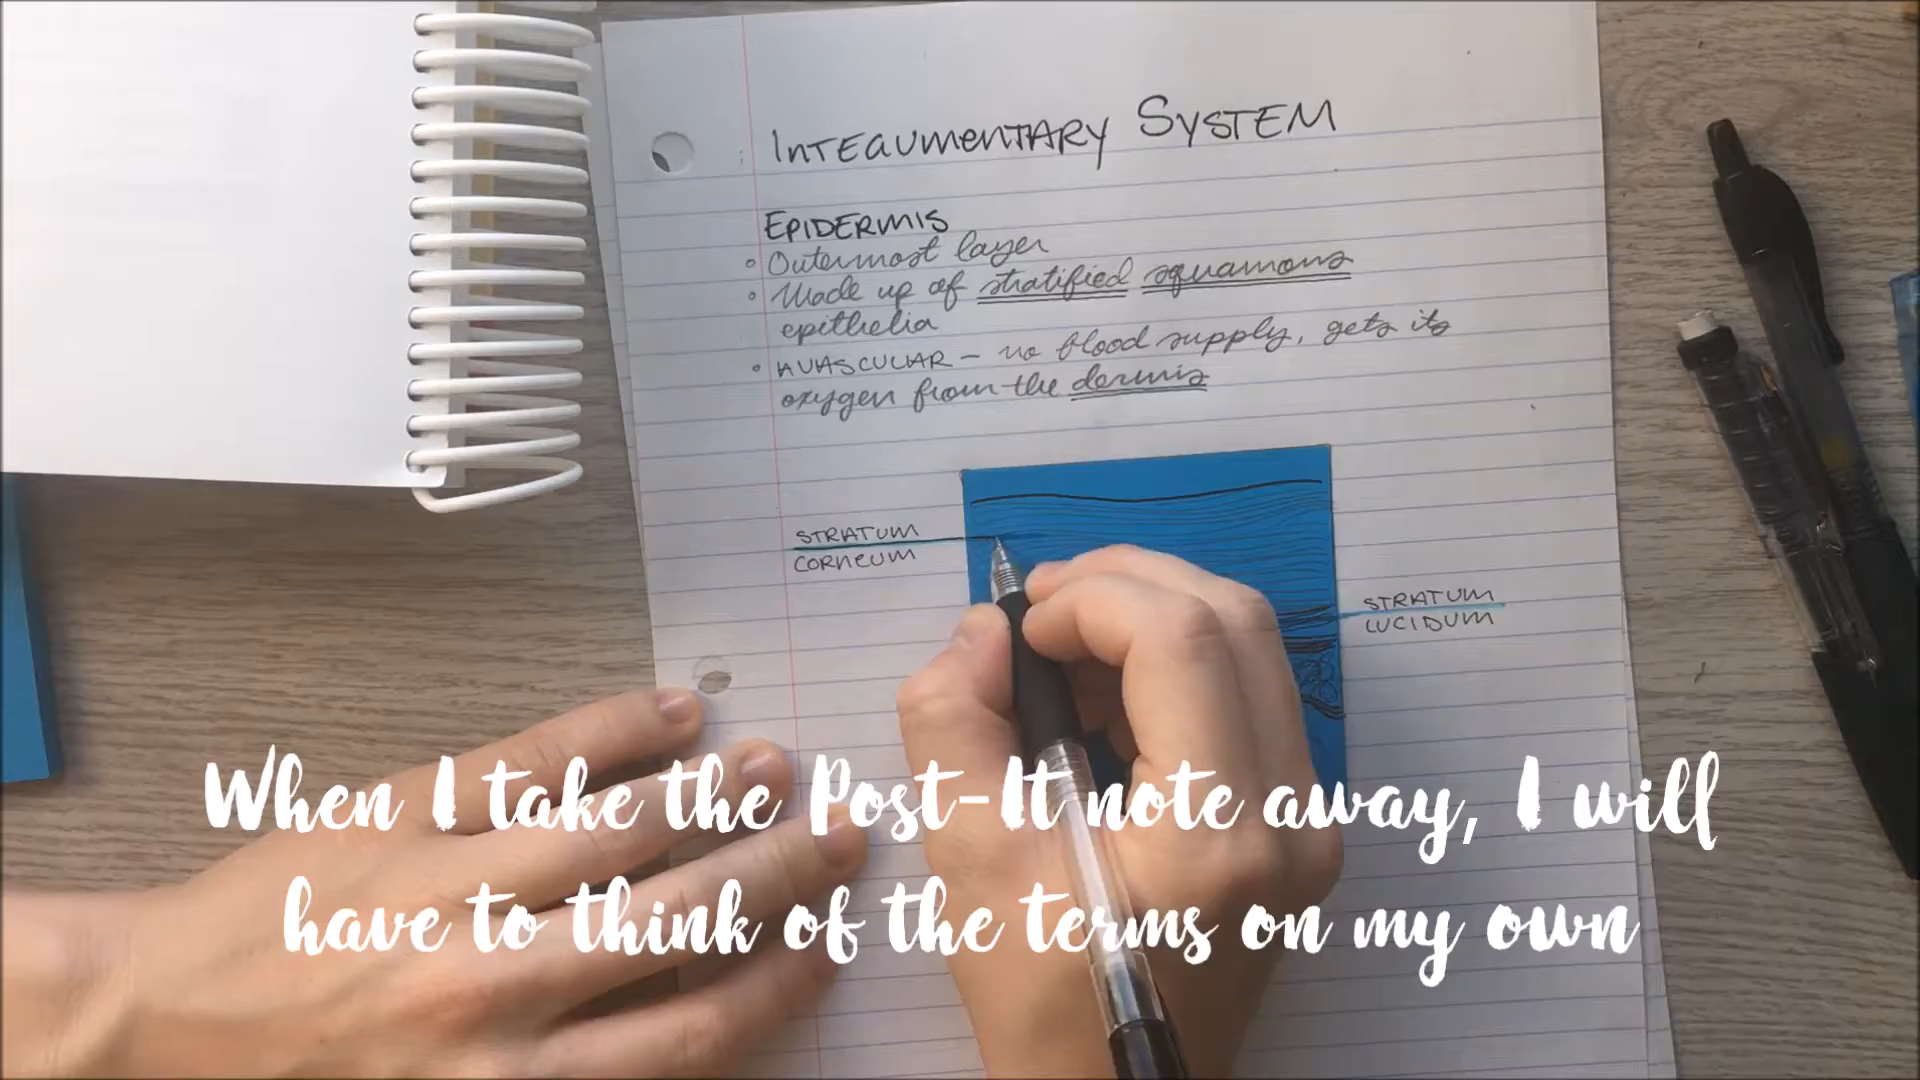 INTEGUMENTARY SYSTEM
EPIDERMIS
• Outermost layer
• Made up of stratified squamous
epithelia
• AVASCULAR – no blood supply, gets its
oxygen from the dermis
STRATUM
CORNEUM
STRATUM
LUCIDUM
When I take the Post-It note away, I will
have to think of the terms on my own